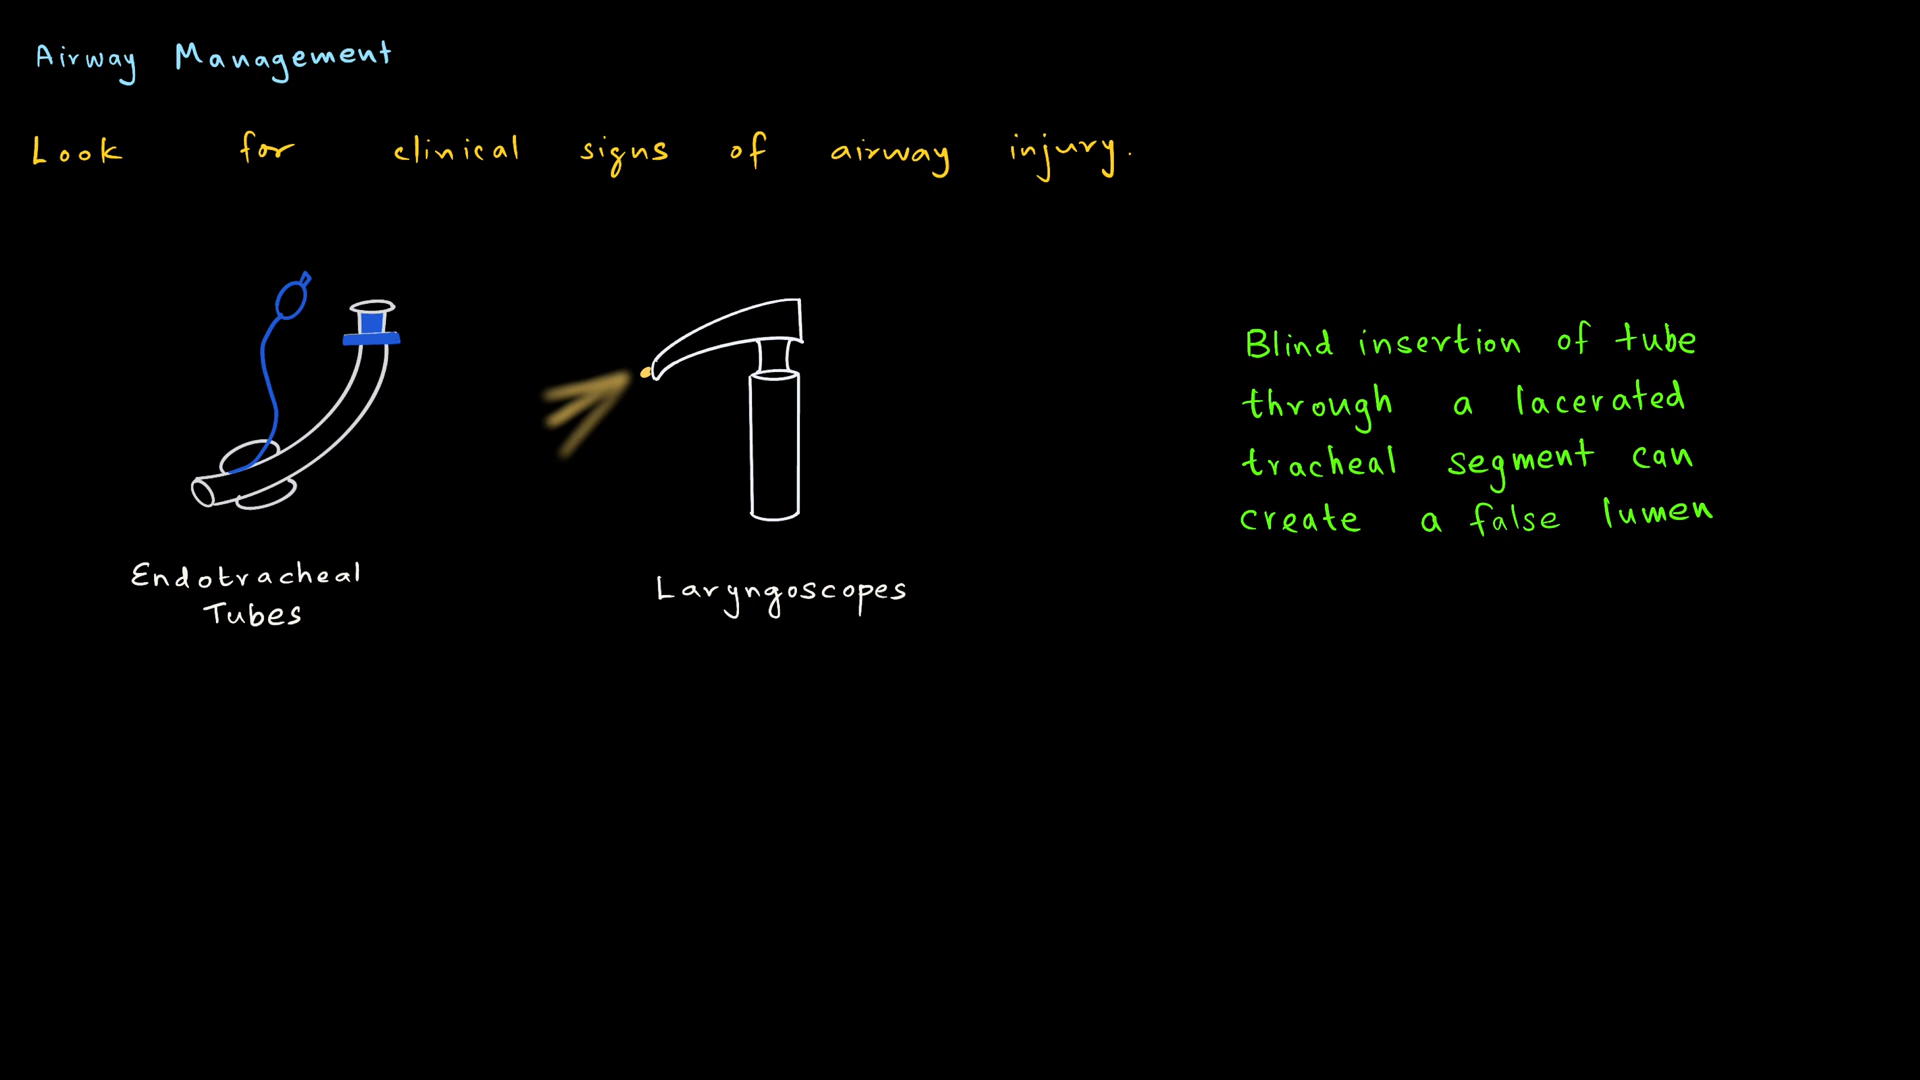 Airway Management
Look for clinical signs of airway injury.
Blind insertion of tube
through a lacerated
tracheal segment can
create a false lumen
Endotracheal
Tubes
Laryngoscopes